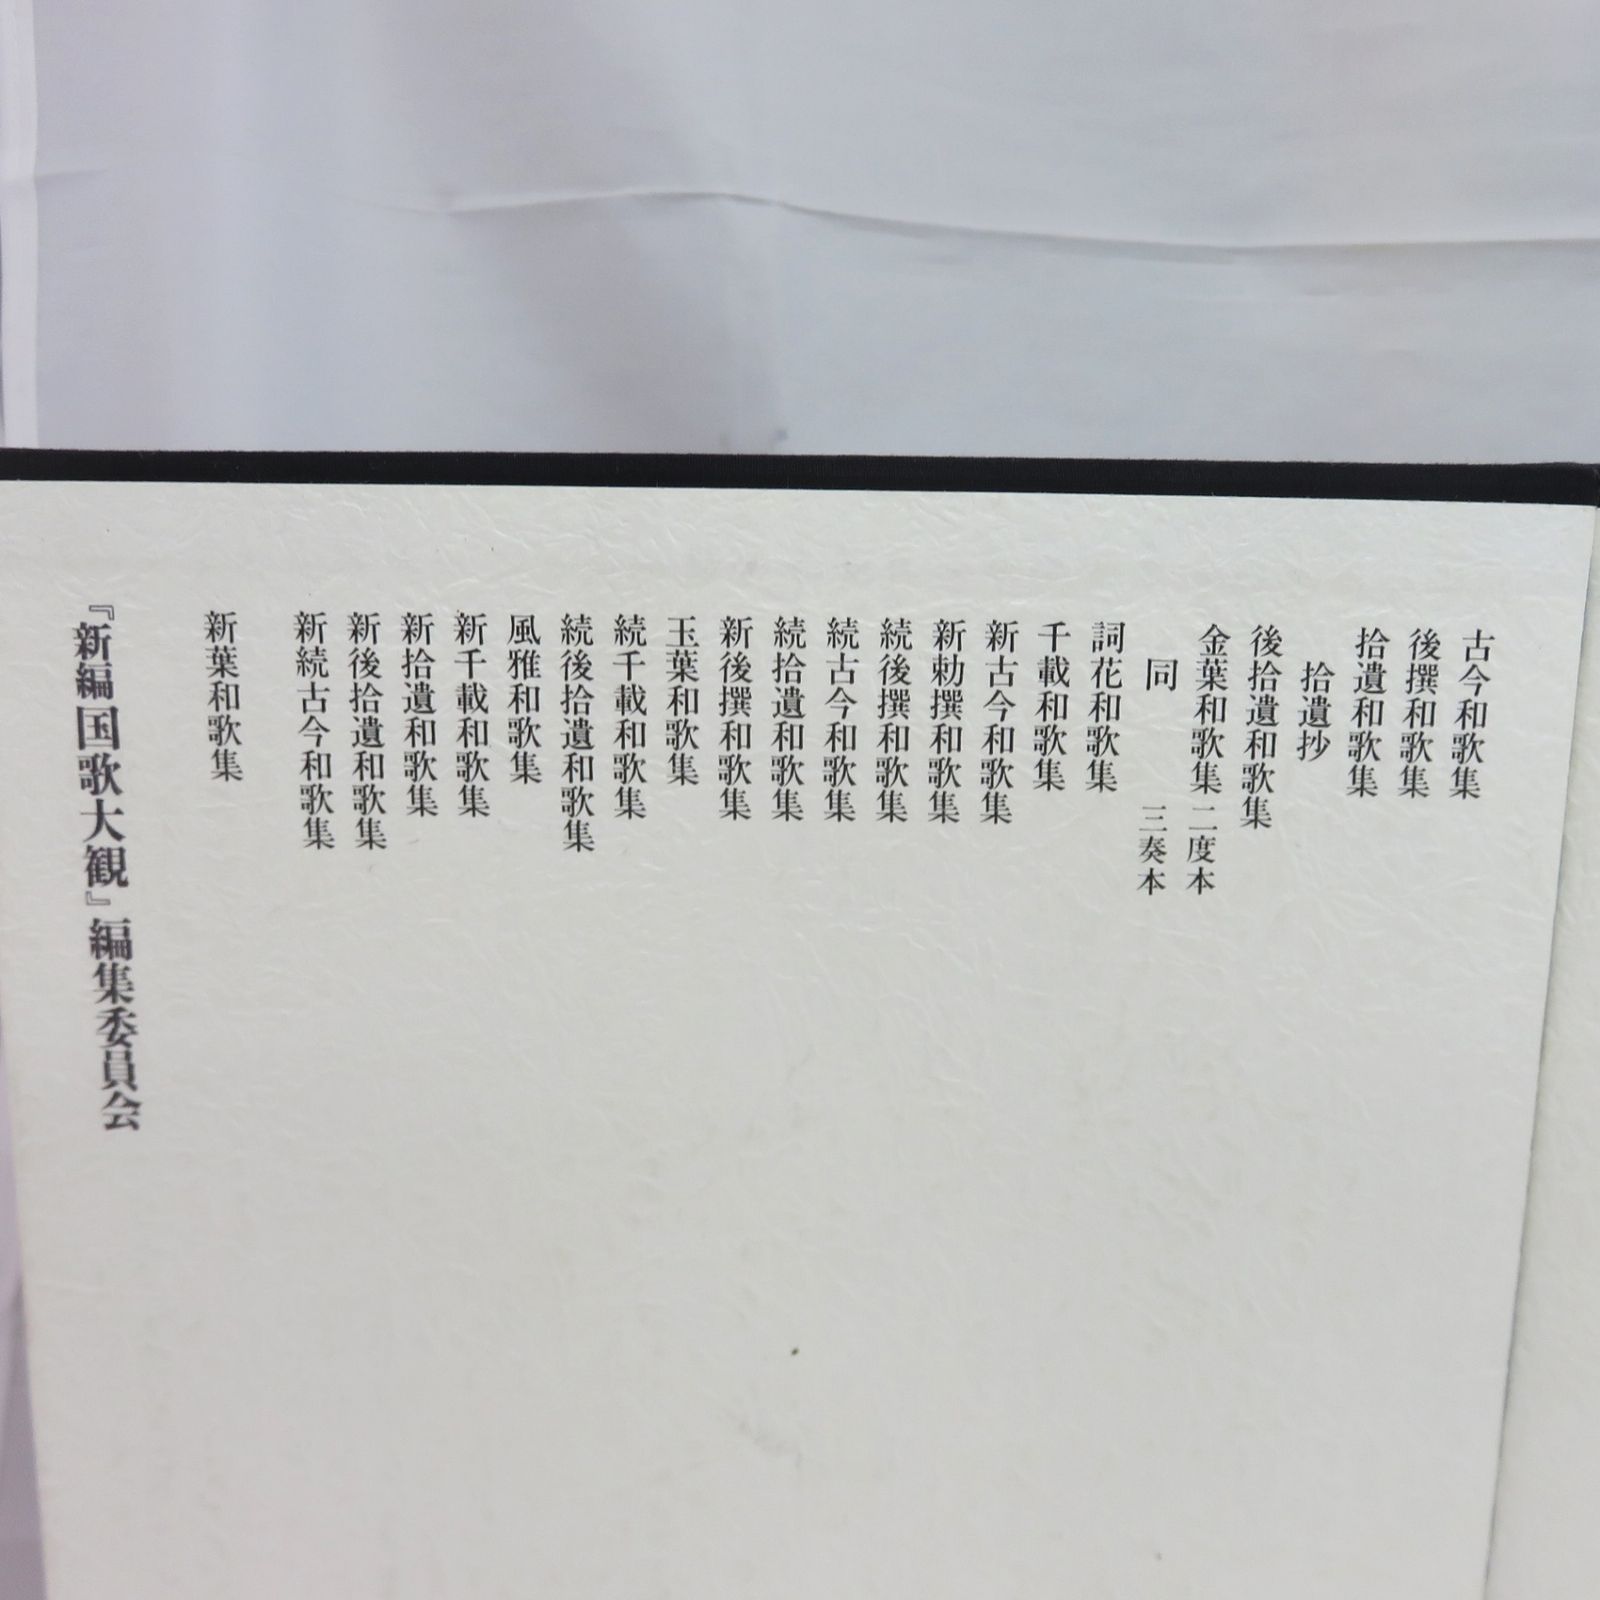 古今和歌集
後撰和歌集
拾遺和歌集
拾遺抄
後拾遺和歌集
金葉和歌集 二度本
同 三奏本
詞花和歌集
千載和歌集
新古今和歌集
新勅撰和歌集
続後撰和歌集
続古今和歌集
続拾遺和歌集
新後撰和歌集
玉葉和歌集
続千載和歌集
続後拾遺和歌集
風雅和歌集
新千載和歌集
新拾遺和歌集
新後拾遺和歌集
新続古今和歌集
新葉和歌集
『新編国歌大観』編集委員会